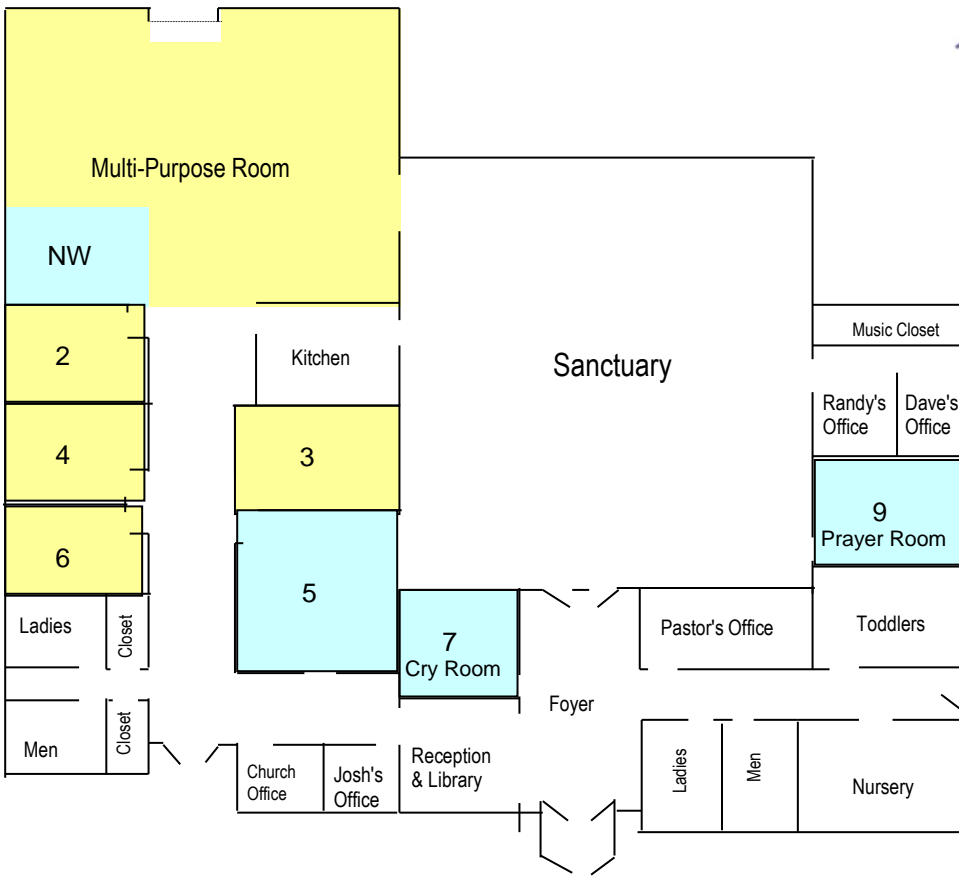 Multi-Purpose Room
NW
2
Kitchen
Sanctuary
Music Closet
Randy's
Office
Dave's
Office
4
3
9
Prayer Room
6
5
Ladies
Closet
7
Cry Room
Pastor's Office
Toddlers
Foyer
Men
Closet
Church
Office
Josh's
Office
Reception
& Library
Ladies
Men
Nursery